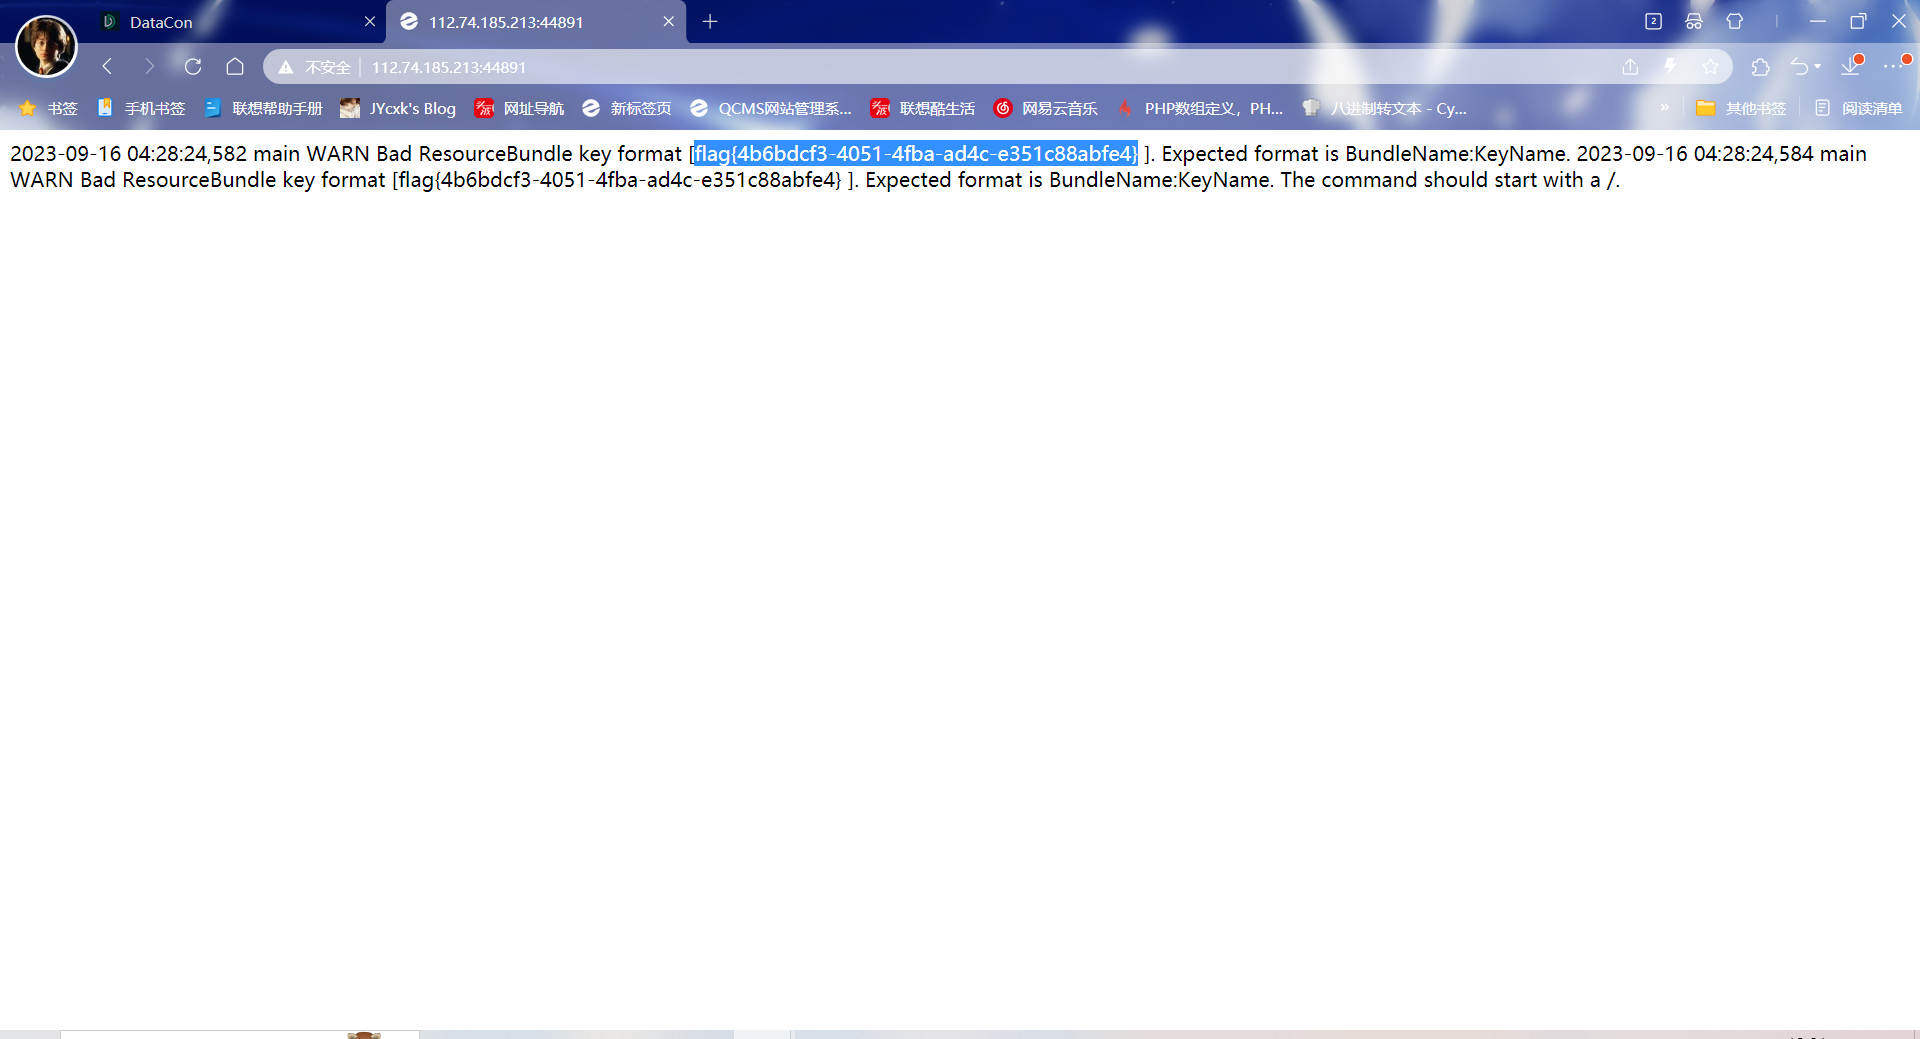 DataCon
112.74.185.213:44891
2
不安全
112.74.185.213:44891
书签 手机书签 联想帮助手册 JYcxk's Blog 网址导航 新标签页 QCMS网站管理系... 联想酷生活 网易云音乐 PHP数组定义，PH... 八进制转文本 - Cy... » 其他书签 阅读清单
2023-09-16 04:28:24,582 main WARN Bad ResourceBundle key format [flag{4b6bdcf3-4051-4fba-ad4c-e351c88abfe4} ]. Expected format is BundleName:KeyName. 2023-09-16 04:28:24,584 main
WARN Bad ResourceBundle key format [flag{4b6bdcf3-4051-4fba-ad4c-e351c88abfe4} ]. Expected format is BundleName:KeyName. The command should start with a /.